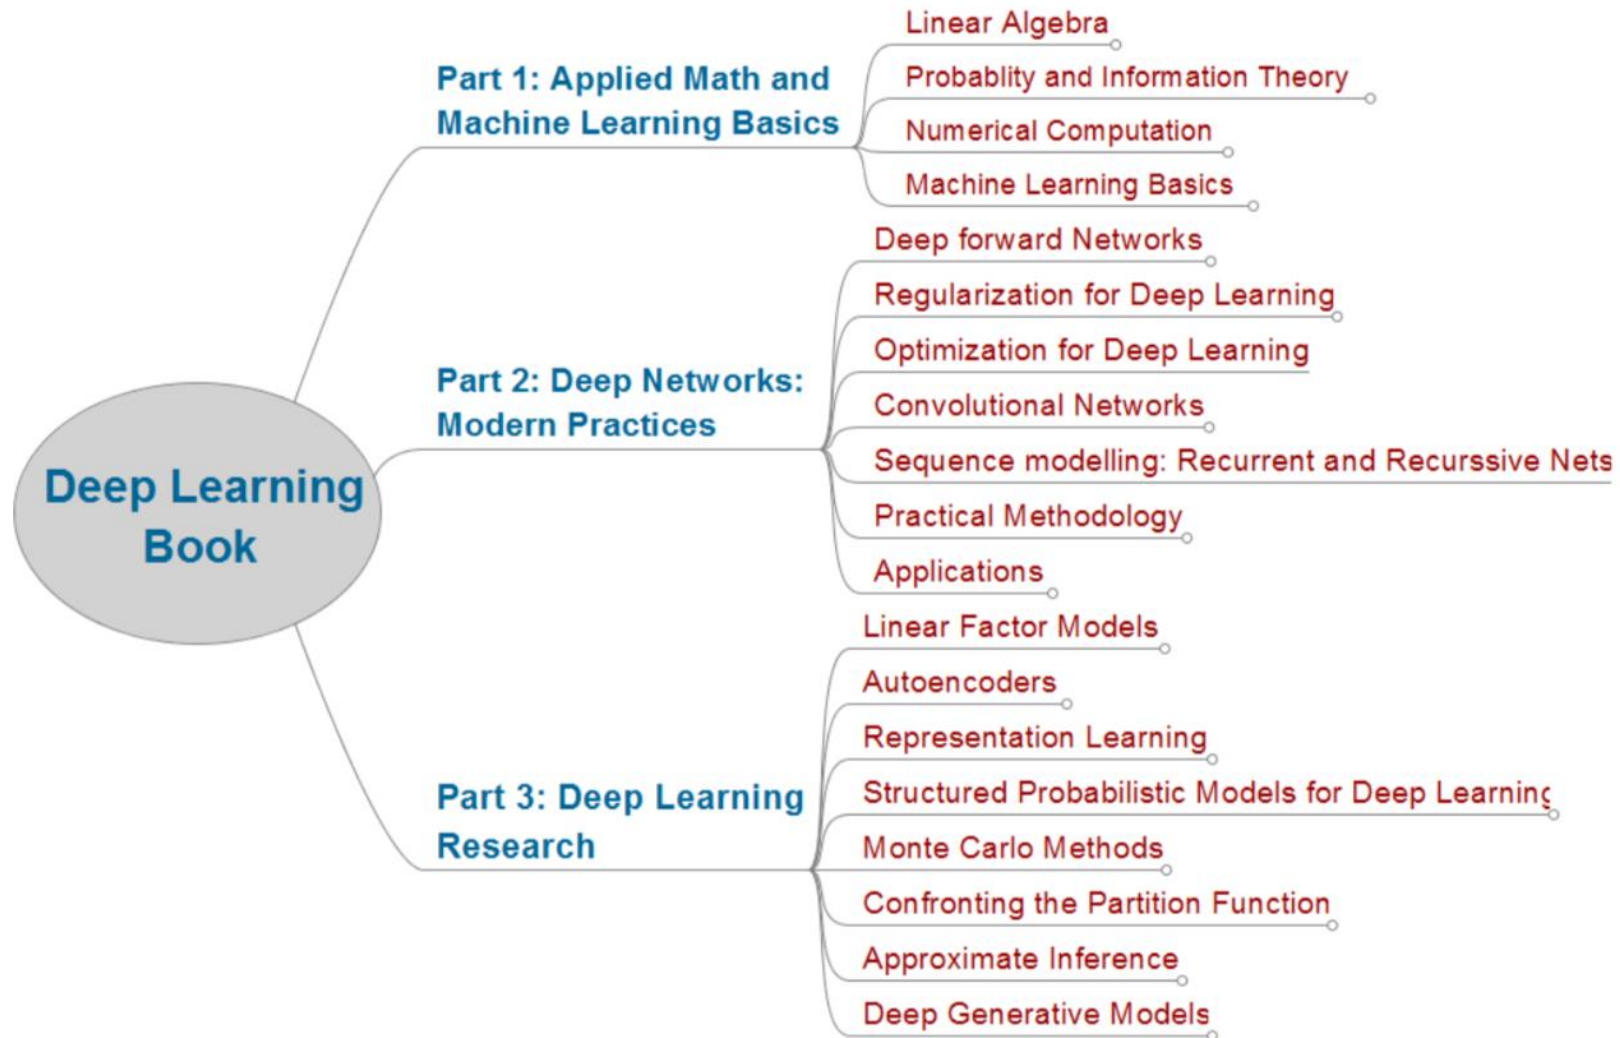 Deep Learning
Book
Part 1: Applied Math and
Machine Learning Basics
Linear Algebra
Probablity and Information Theory
Numerical Computation
Machine Learning Basics
Part 2: Deep Networks:
Modern Practices
Deep forward Networks
Regularization for Deep Learning
Optimization for Deep Learning
Convolutional Networks
Sequence modelling: Recurrent and Recurssive Nets
Practical Methodology
Applications
Part 3: Deep Learning
Research
Linear Factor Models
Autoencoders
Representation Learning
Structured Probabilistic Models for Deep Learning
Monte Carlo Methods
Confronting the Partition Function
Approximate Inference
Deep Generative Models